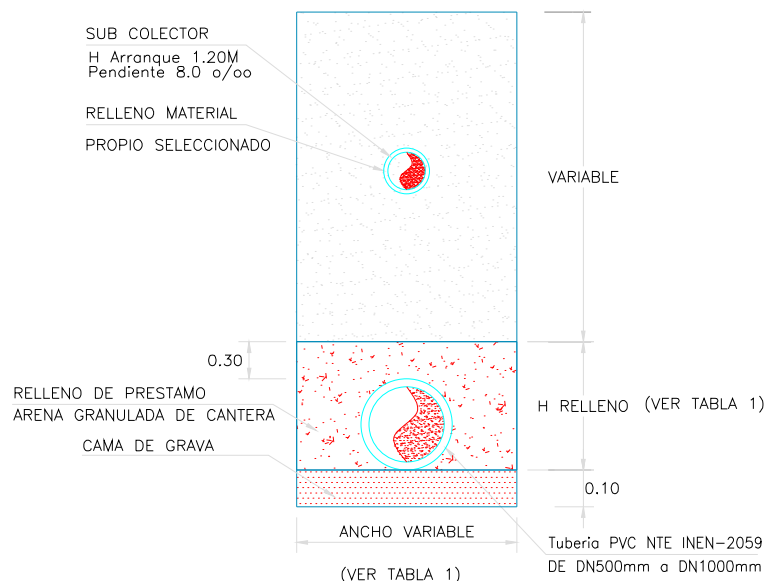 SUB COLECTOR
H Arranque 1.20M
Pendiente 8.0 o/oo
RELLENO MATERIAL
PROPIO SELECCIONADO
VARIABLE
0.30
RELLENO DE PRESTAMO
ARENA GRANULADA DE CANTERA
CAMA DE GRAVA
H RELLENO (VER TABLA 1)
0.10
ANCHO VARIABLE
(VER TABLA 1)
Tuberia PVC NTE INEN-2059
DE DN500mm a DN1000mm